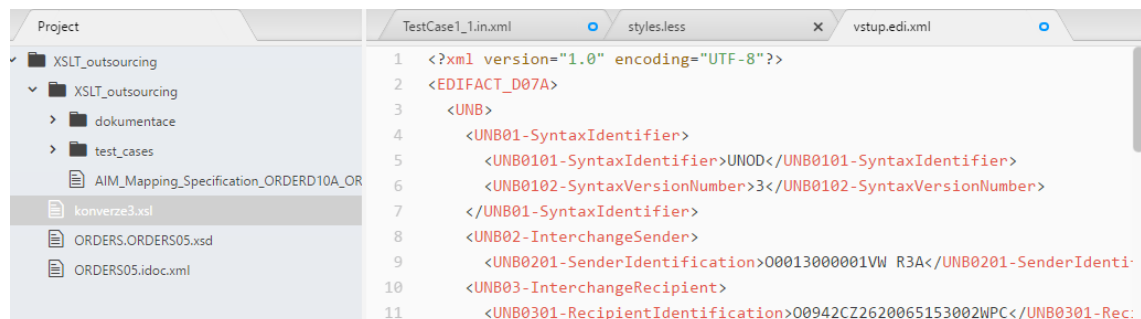 Project
XSLT_outsourcing
XSLT_outsourcing
dokumentace
test_cases
AIM_Mapping_Specification_ORDERD10A_OR
konverze3.xsl
ORDERS.ORDERS05.xsd
ORDERS05.idoc.xml
TestCase1_1.in.xml styles.less vstup.edi.xml
1 <?xml version="1.0" encoding="UTF-8"?>
2 <EDIFACT_D07A>
3 <UNB>
4 <UNB01-SyntaxIdentifier>
5 <UNB0101-SyntaxIdentifier>UNOD</UNB0101-SyntaxIdentifier>
6 <UNB0102-SyntaxVersionNumber>3</UNB0102-SyntaxVersionNumber>
7 </UNB01-SyntaxIdentifier>
8 <UNB02-InterchangeSender>
9 <UNB0201-SenderIdentification>O0013000001VW R3A</UNB0201-SenderIdenti
10 <UNB03-InterchangeRecipient>
11 <UNB0301-RecipientIdentification>O0942CZ2620065153002WPC</UNB0301-Rec